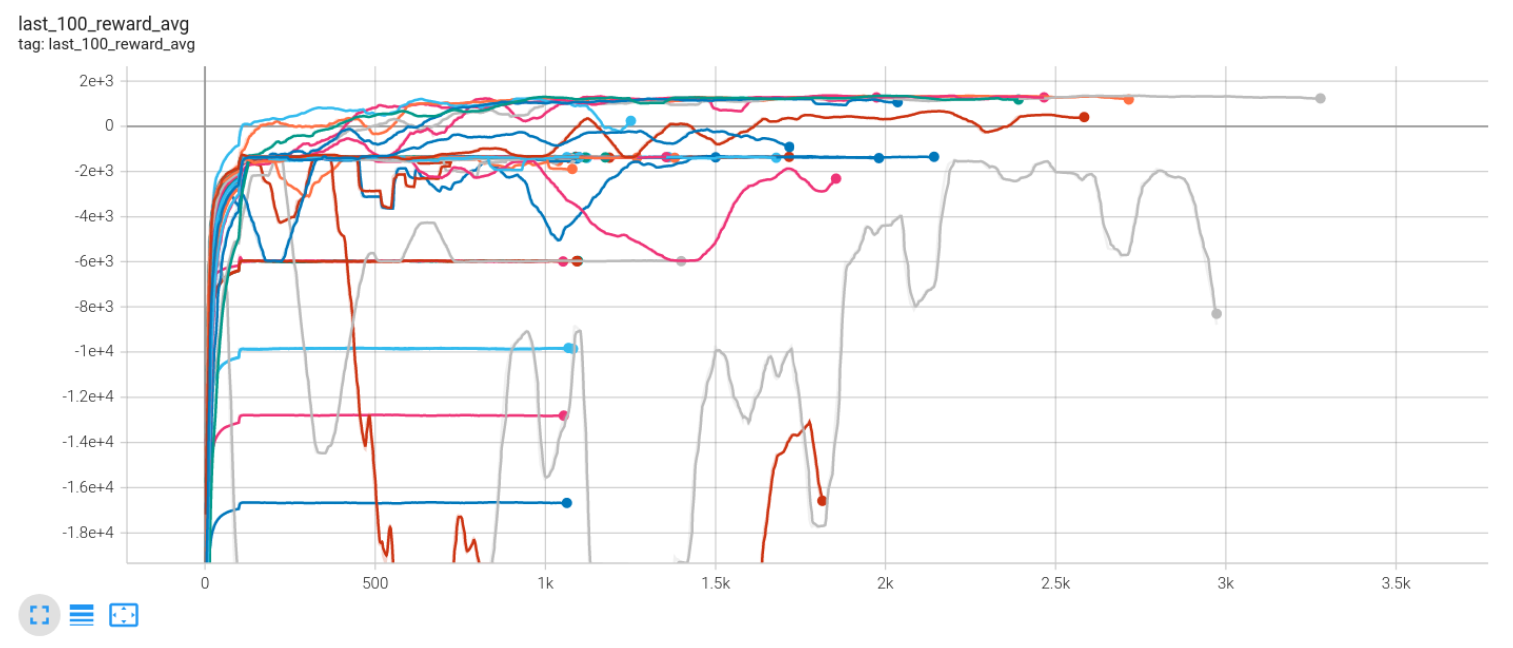 last_100_reward_avg
tag: last_100_reward_avg
2e+3
0
-2e+3
-4e+3
-6e+3
-8e+3
-1e+4
-1.2e+4
-1.4e+4
-1.6e+4
-1.8e+4
0 500 1k 1.5k 2k 2.5k 3k 3.5k